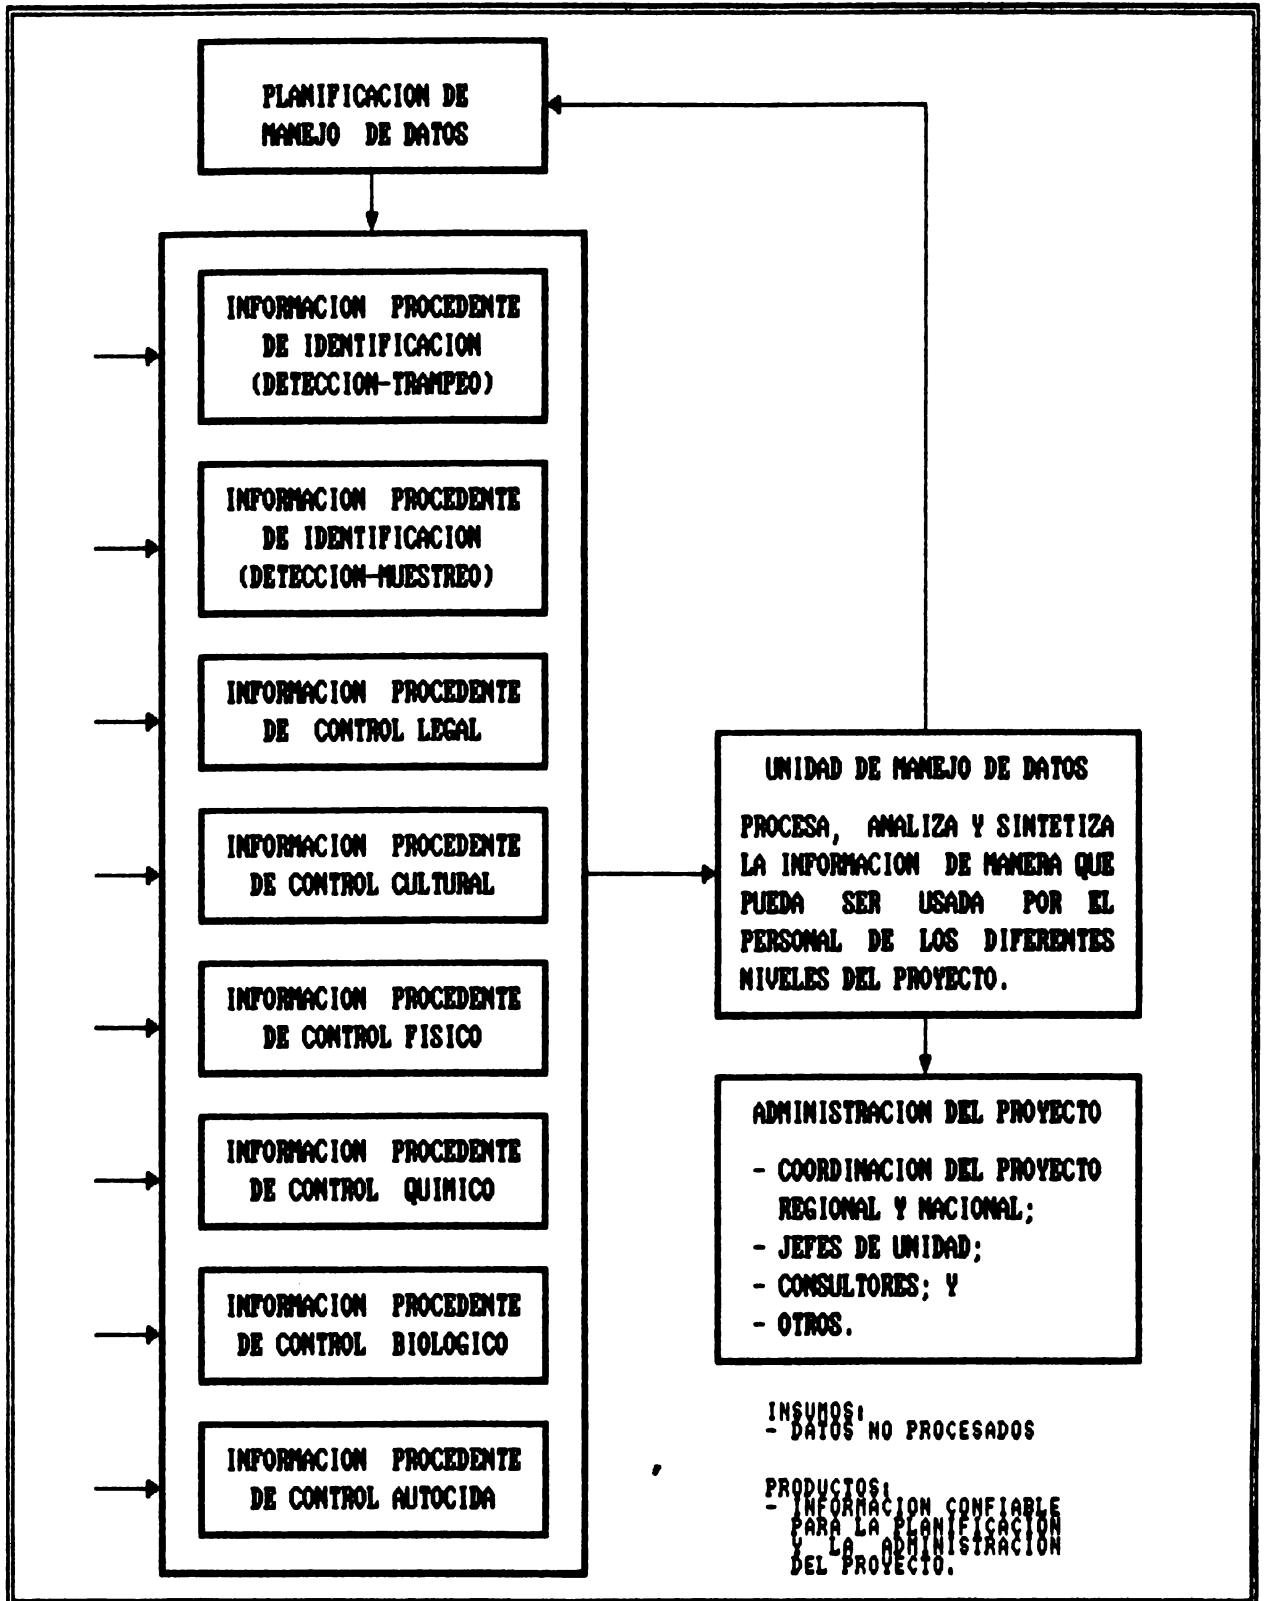 PLANIFICACION DE
MANEJO DE DATOS
INFORMACION PROCEDENTE
DE IDENTIFICACION
(DETECCION-TRAMPEO)
INFORMACION PROCEDENTE
DE IDENTIFICACION
(DETECCION-MUESTREO)
INFORMACION PROCEDENTE
DE CONTROL LEGAL
INFORMACION PROCEDENTE
DE CONTROL CULTURAL
INFORMACION PROCEDENTE
DE CONTROL FISICO
INFORMACION PROCEDENTE
DE CONTROL QUIMICO
INFORMACION PROCEDENTE
DE CONTROL BIOLOGICO
INFORMACION PROCEDENTE
DE CONTROL AUTOCIDA
UNIDAD DE MANEJO DE DATOS
PROCESA, ANALIZA Y SINTETIZA
LA INFORMACION DE MANERA QUE
PUEDA SER USADA POR EL
PERSONAL DE LOS DIFERENTES
NIVELES DEL PROYECTO.
ADMINISTRACION DEL PROYECTO
- COORDINACION DEL PROYECTO
REGIONAL Y NACIONAL;
- JEFES DE UNIDAD;
- CONSULTORES; Y
- OTROS.
INSUMOS:
- DATOS NO PROCESADOS
PRODUCTOS:
- INFORMACION CONFIABLE
PARA LA PLANIFICACION
Y LA ADMINISTRACION
DEL PROYECTO.